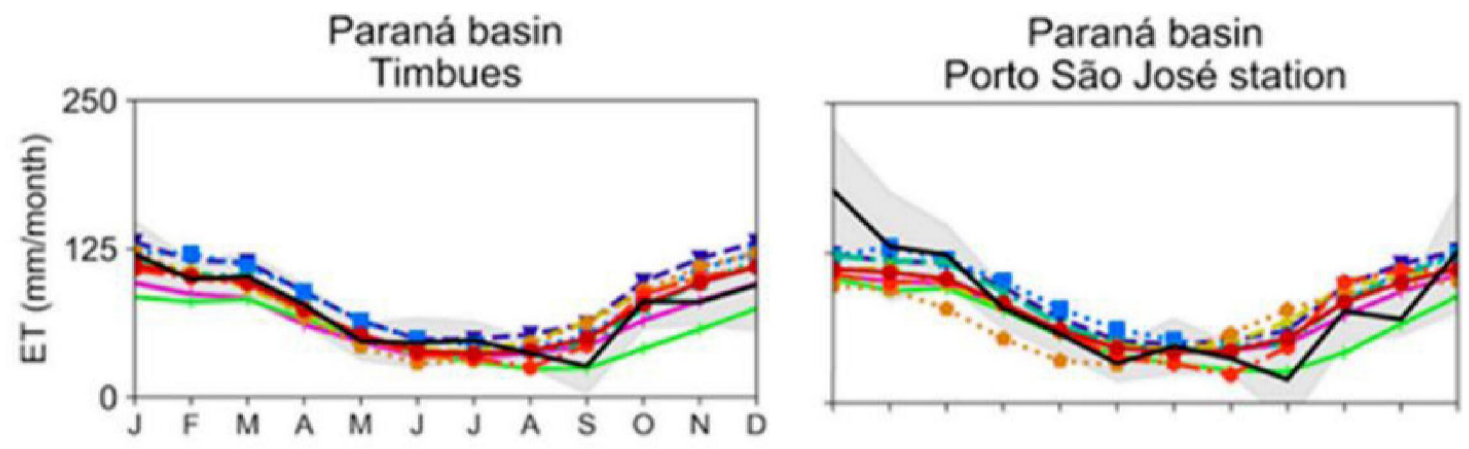 Paraná basin
Timbues
Paraná basin
Porto São José station
ET (mm/month)
250
125
0
J F M A M J J A S O N D